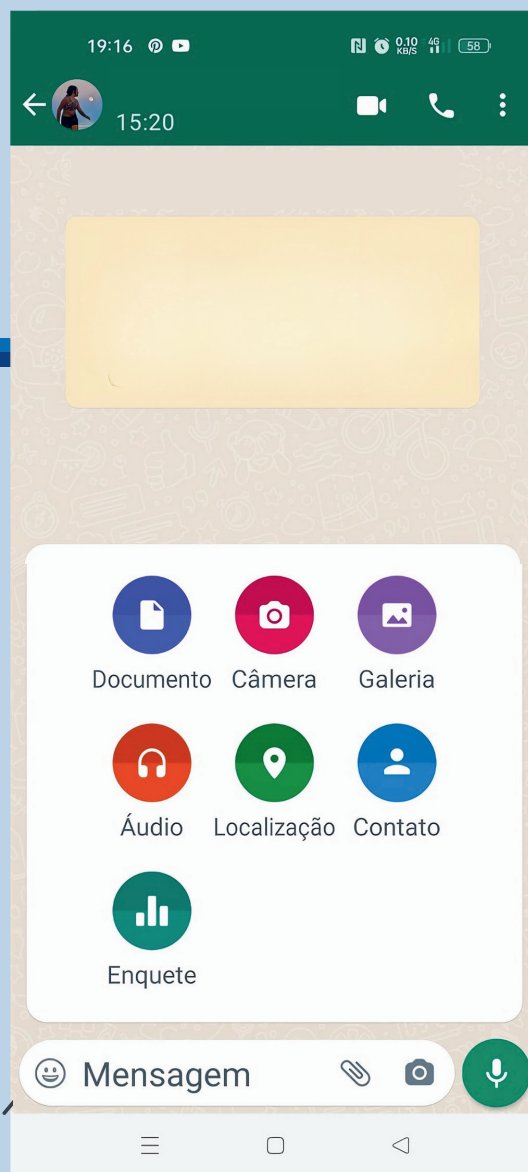 19:16 0.10 KB/S 4G 58
15:20
Documento Câmera Galeria
Áudio Localização Contato
Enquete
Mensagem